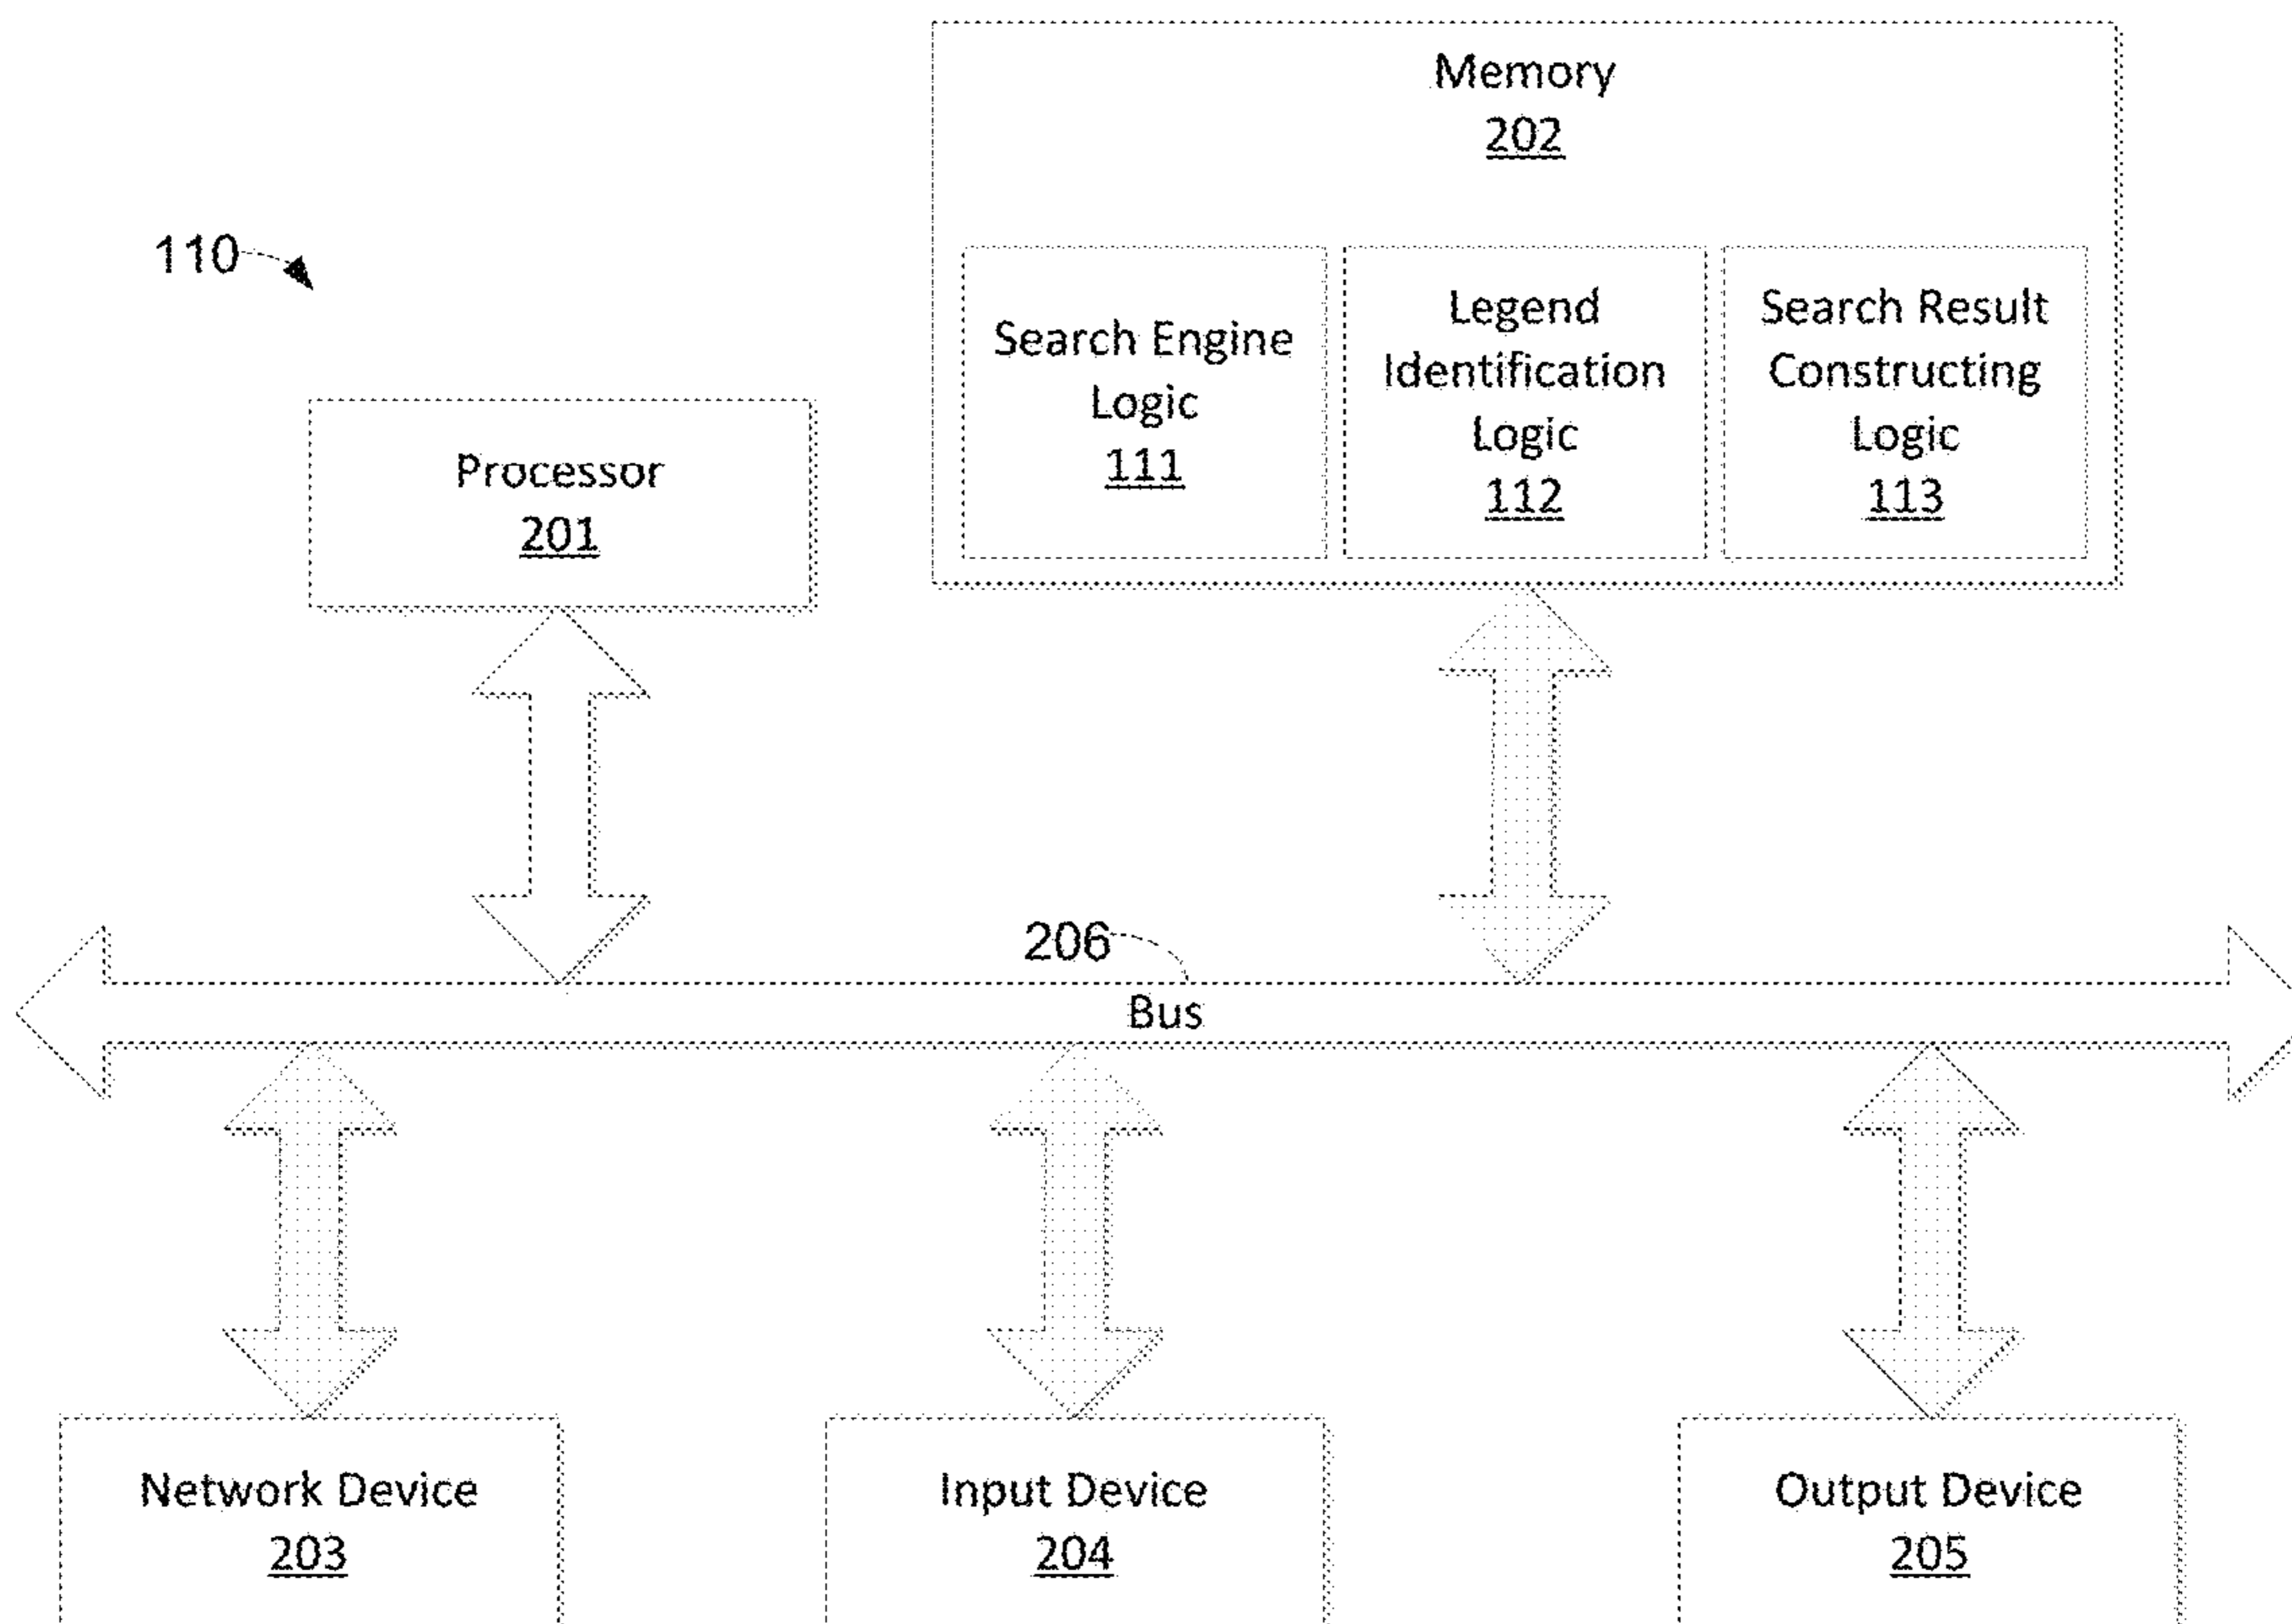 Memory
202
110
Search Engine
Logic
111
Legend
Identification
Logic
112
Search Result
Constructing
Logic
113
Processor
201
206
Bus
Network Device
203
Input Device
204
Output Device
205